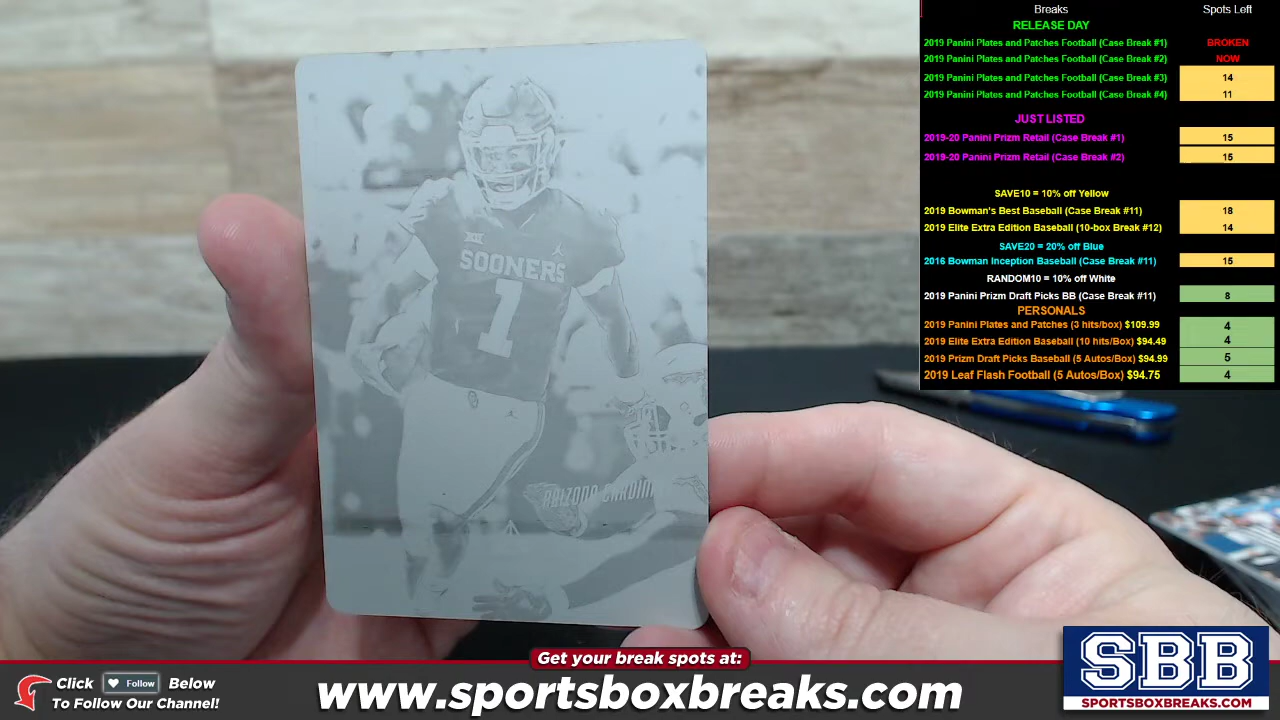 Breaks Spots Left
RELEASE DAY
2019 Panini Plates and Patches Football (Case Break #1) BROKEN
2019 Panini Plates and Patches Football (Case Break #2) NOW
2019 Panini Plates and Patches Football (Case Break #3) 14
2019 Panini Plates and Patches Football (Case Break #4) 11
JUST LISTED
2019-20 Panini Prizm Retail (Case Break #1) 15
2019-20 Panini Prizm Retail (Case Break #2) 15
SAVE10 = 10% off Yellow
2019 Bowman's Best Baseball (Case Break #11) 18
2019 Elite Extra Edition Baseball (10-box Break #12) 14
SAVE20 = 20% off Blue
2016 Bowman Inception Baseball (Case Break #11) 15
RANDOM10 = 10% off White
2019 Panini Prizm Draft Picks BB (Case Break #11) 8
PERSONALS
2019 Panini Plates and Patches (3 hits/box) $109.99 4
2019 Elite Extra Edition Baseball (10 hits/Box) $94.49 4
2019 Prizm Draft Picks Baseball (5 Autos/Box) $94.99 5
2019 Leaf Flash Football (5 Autos/Box) $94.75 4
XII
SOONERS
1
ARIZONA CARDINALS
Get your break spots at:
www.sportsboxbreaks.com
Click Follow Below
To Follow Our Channel!
SBB
SPORTSBOXBREAKS.COM